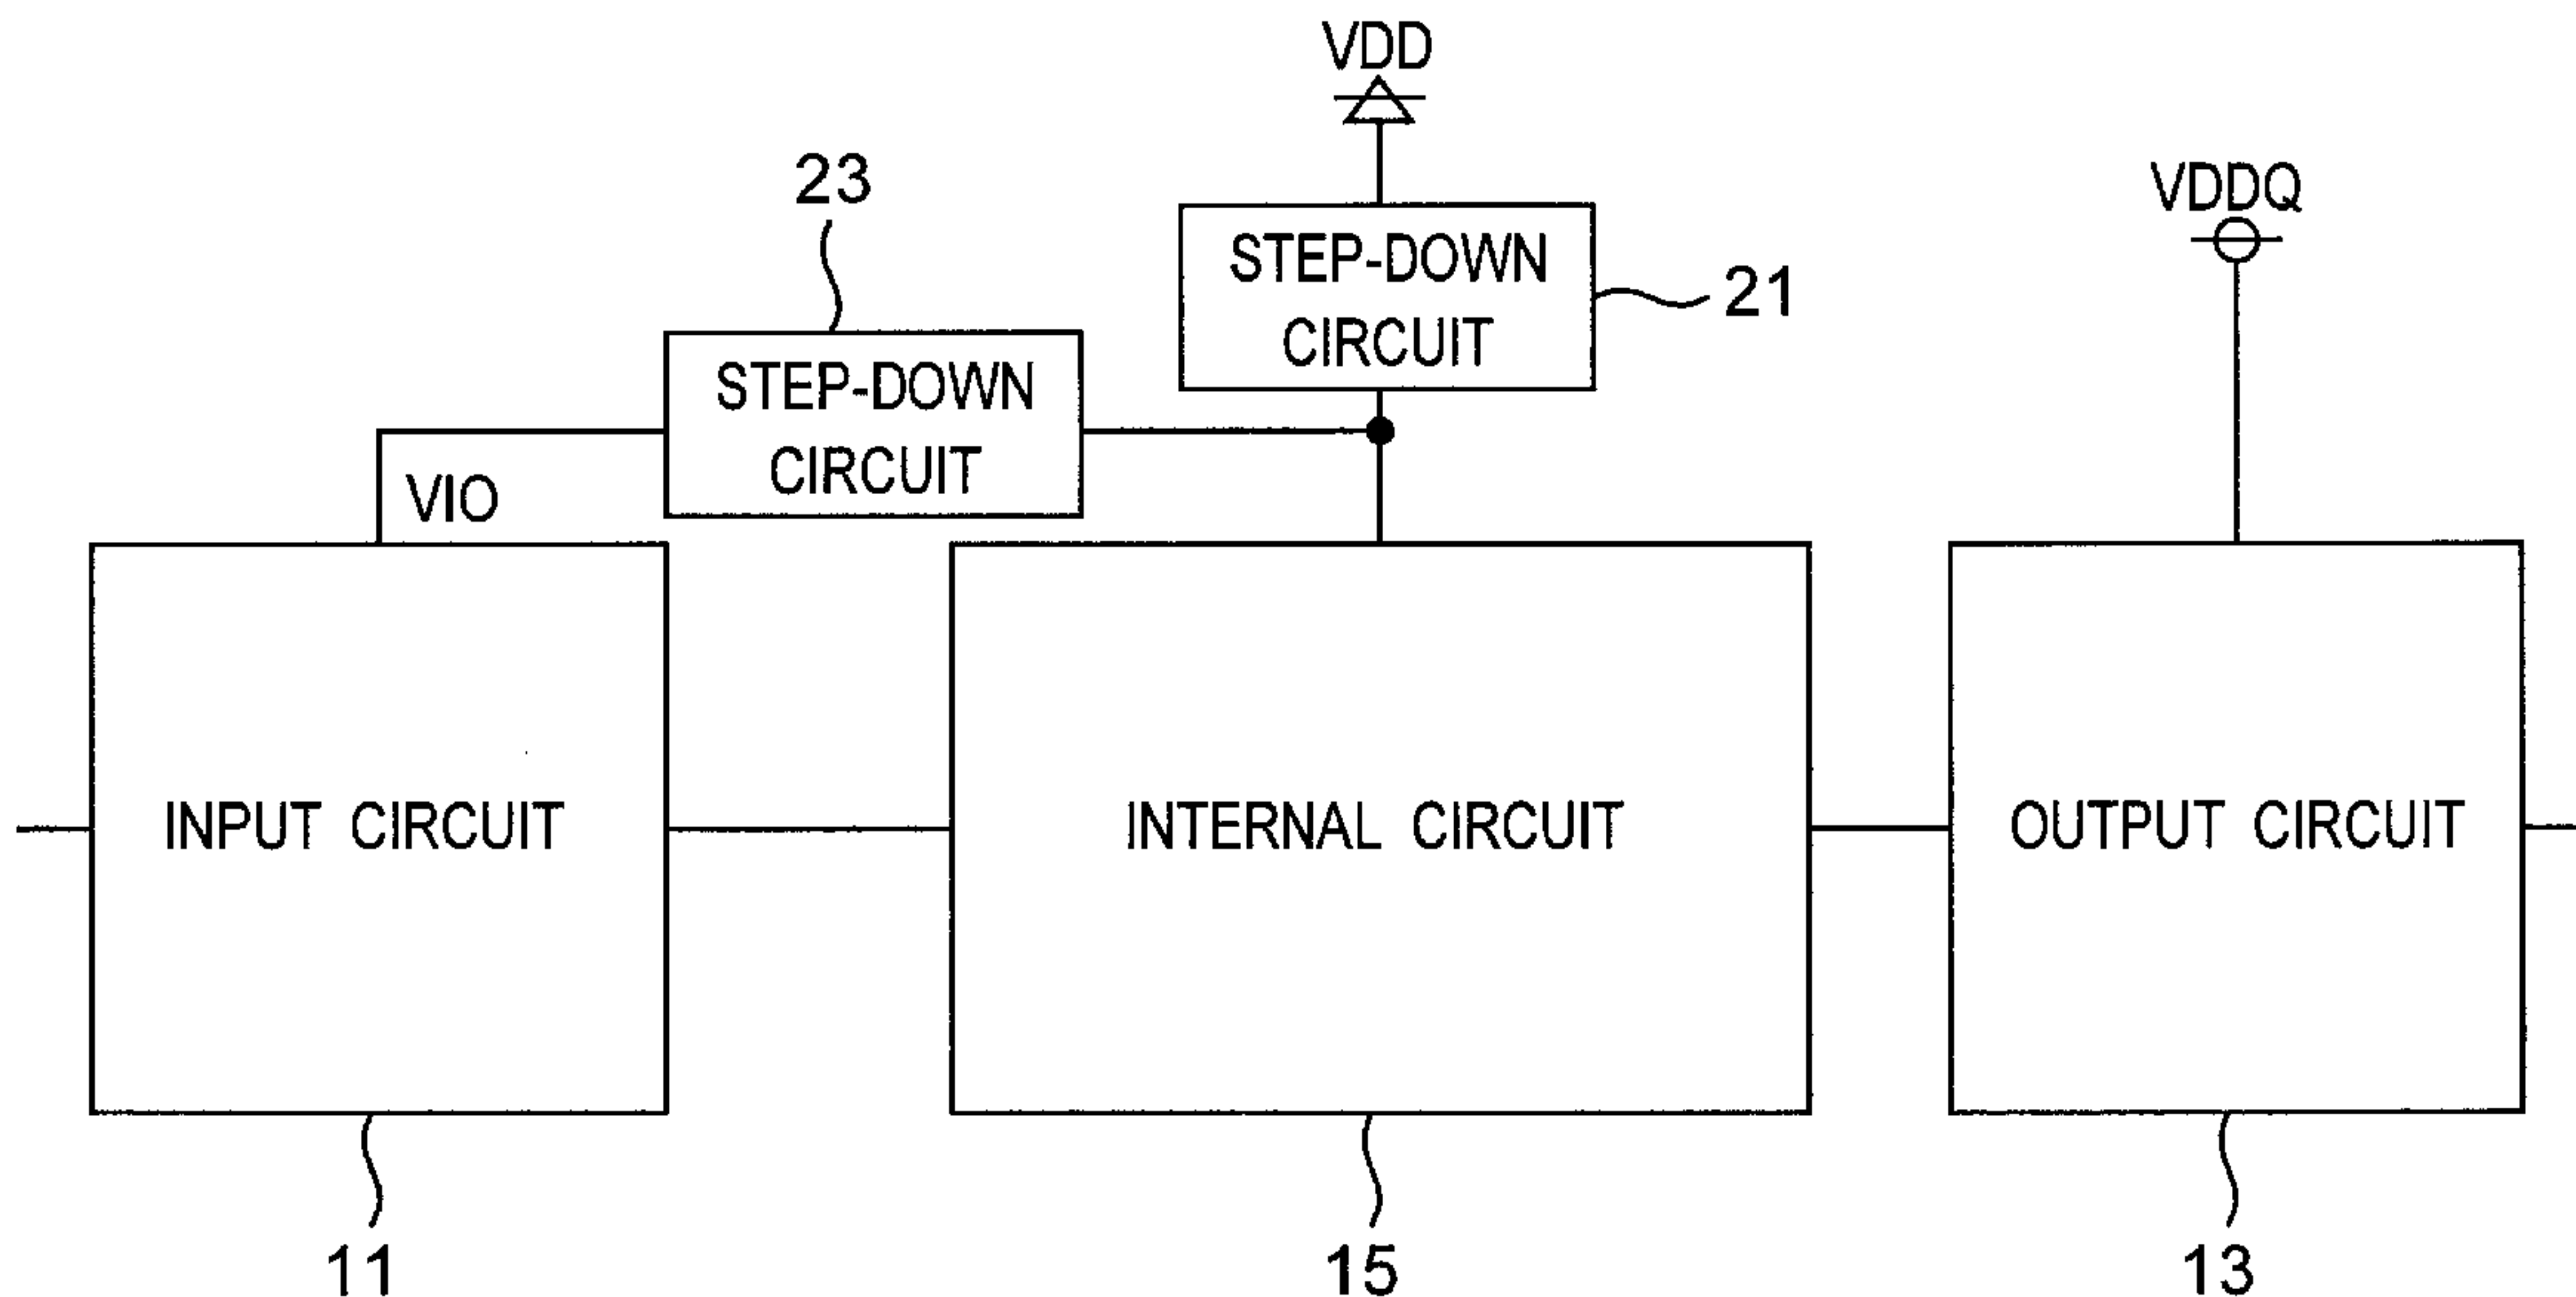 VDD
23
VDDQ
STEP-DOWN
CIRCUIT
21
STEP-DOWN
CIRCUIT
VIO
INPUT CIRCUIT
INTERNAL CIRCUIT
OUTPUT CIRCUIT
11
15
13